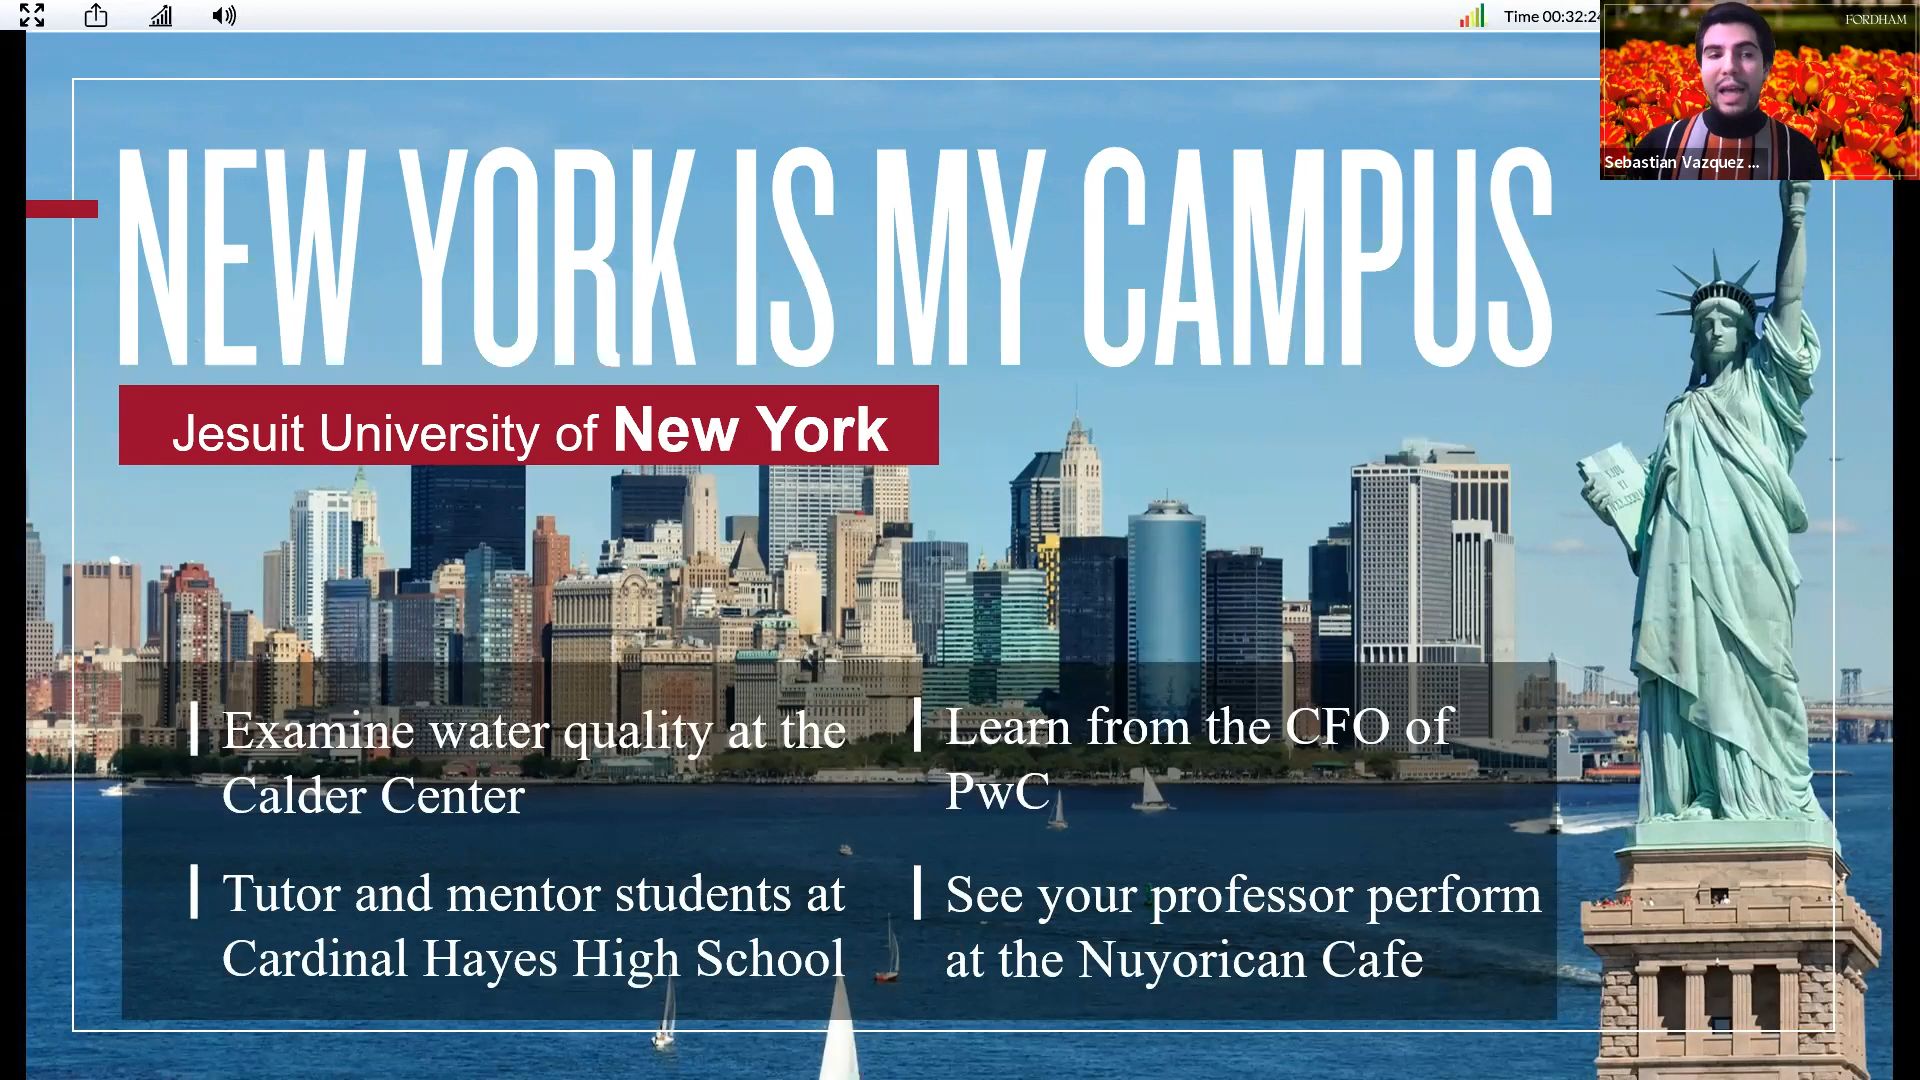 Time 00:32:24
FORDHAM
Sebastian Vazquez ...
NEW YORK IS MY CAMPUS
Jesuit University of New York
Examine water quality at the
Calder Center
Tutor and mentor students at
Cardinal Hayes High School
Learn from the CFO of
PwC
See your professor perform
at the Nuyorican Cafe